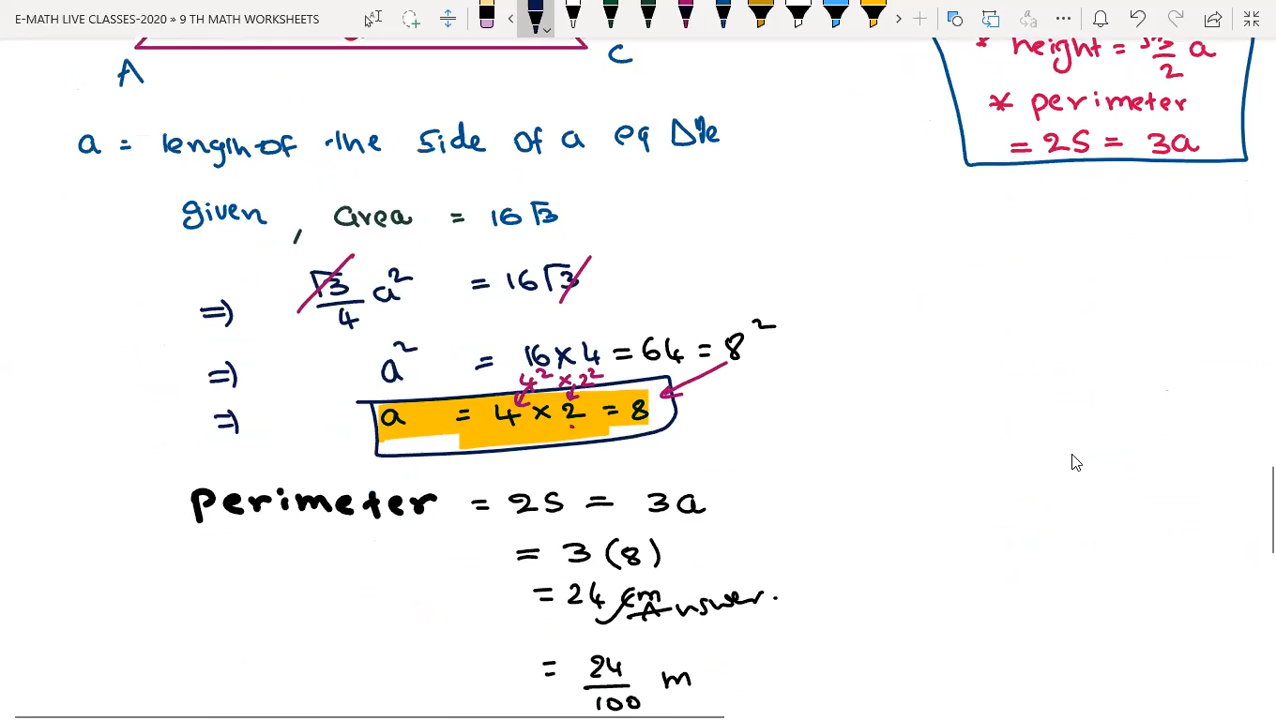 E-MATH LIVE CLASSES-2020 » 9 TH MATH WORKSHEETS
* height = √3/2 a
* perimeter
= 2S = 3a
A
C
a = length of the side of a eq Δle
given, area = 16√3
⇒ √3/4 a² = 16√3
⇒ a² = 16×4 = 64 = 8²
4² × 2²
⇒ a = 4 × 2 = 8
Perimeter = 2S = 3a
= 3(8)
= 24 cm Answer.
= 24/100 m